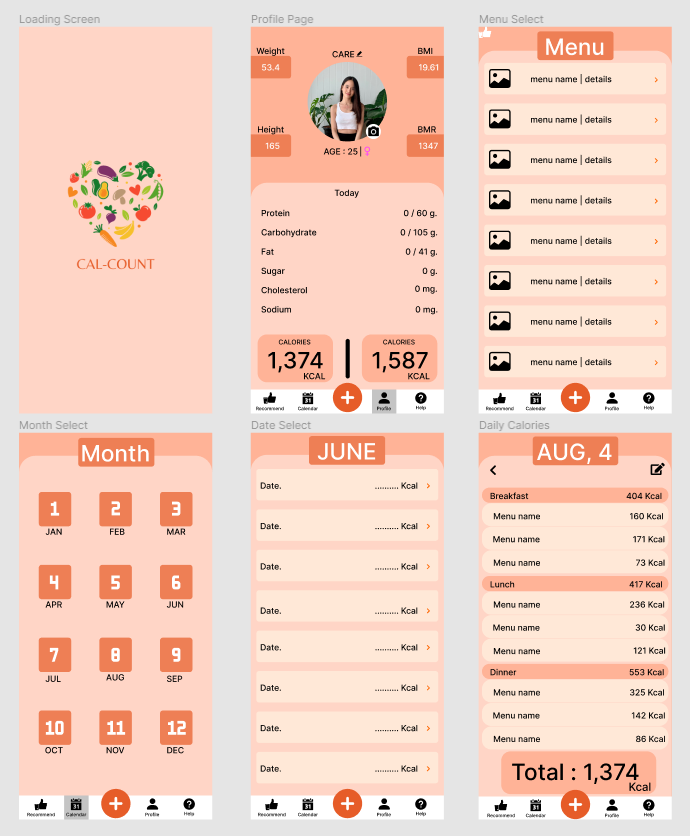 Loading Screen
CAL-COUNT
Profile Page
Weight
53.4
CARE
BMI
19.61
Height
165
BMR
1347
AGE : 25 | ♀
Today
Protein 0 / 60 g.
Carbohydrate 0 / 105 g.
Fat 0 / 41 g.
Sugar 0 g.
Cholesterol 0 mg.
Sodium 0 mg.
CALORIES
1,374
KCAL
CALORIES
1,587
KCAL
Recommend
31
Calendar
+
Profile
?
Help
Menu Select
Menu
menu name | details >
menu name | details >
menu name | details >
menu name | details >
menu name | details >
menu name | details >
menu name | details >
menu name | details >
Recommend
31
Calendar
+
Profile
?
Help
Month Select
Month
1 2 3
JAN FEB MAR
4 5 6
APR MAY JUN
7 8 9
JUL AUG SEP
10 11 12
OCT NOV DEC
Recommend
31
Calendar
+
Profile
?
Help
Date Select
JUNE
Date. .......... Kcal >
Date. .......... Kcal >
Date. .......... Kcal >
Date. .......... Kcal >
Date. .......... Kcal >
Date. .......... Kcal >
Date. .......... Kcal >
Date. .......... Kcal >
Recommend
31
Calendar
+
Profile
?
Help
Daily Calories
AUG, 4
<
Breakfast 404 Kcal
Menu name 160 Kcal
Menu name 171 Kcal
Menu name 73 Kcal
Lunch 417 Kcal
Menu name 236 Kcal
Menu name 30 Kcal
Menu name 121 Kcal
Dinner 553 Kcal
Menu name 325 Kcal
Menu name 142 Kcal
Menu name 86 Kcal
Total : 1,374
Kcal
Recommend
31
Calendar
+
Profile
?
Help